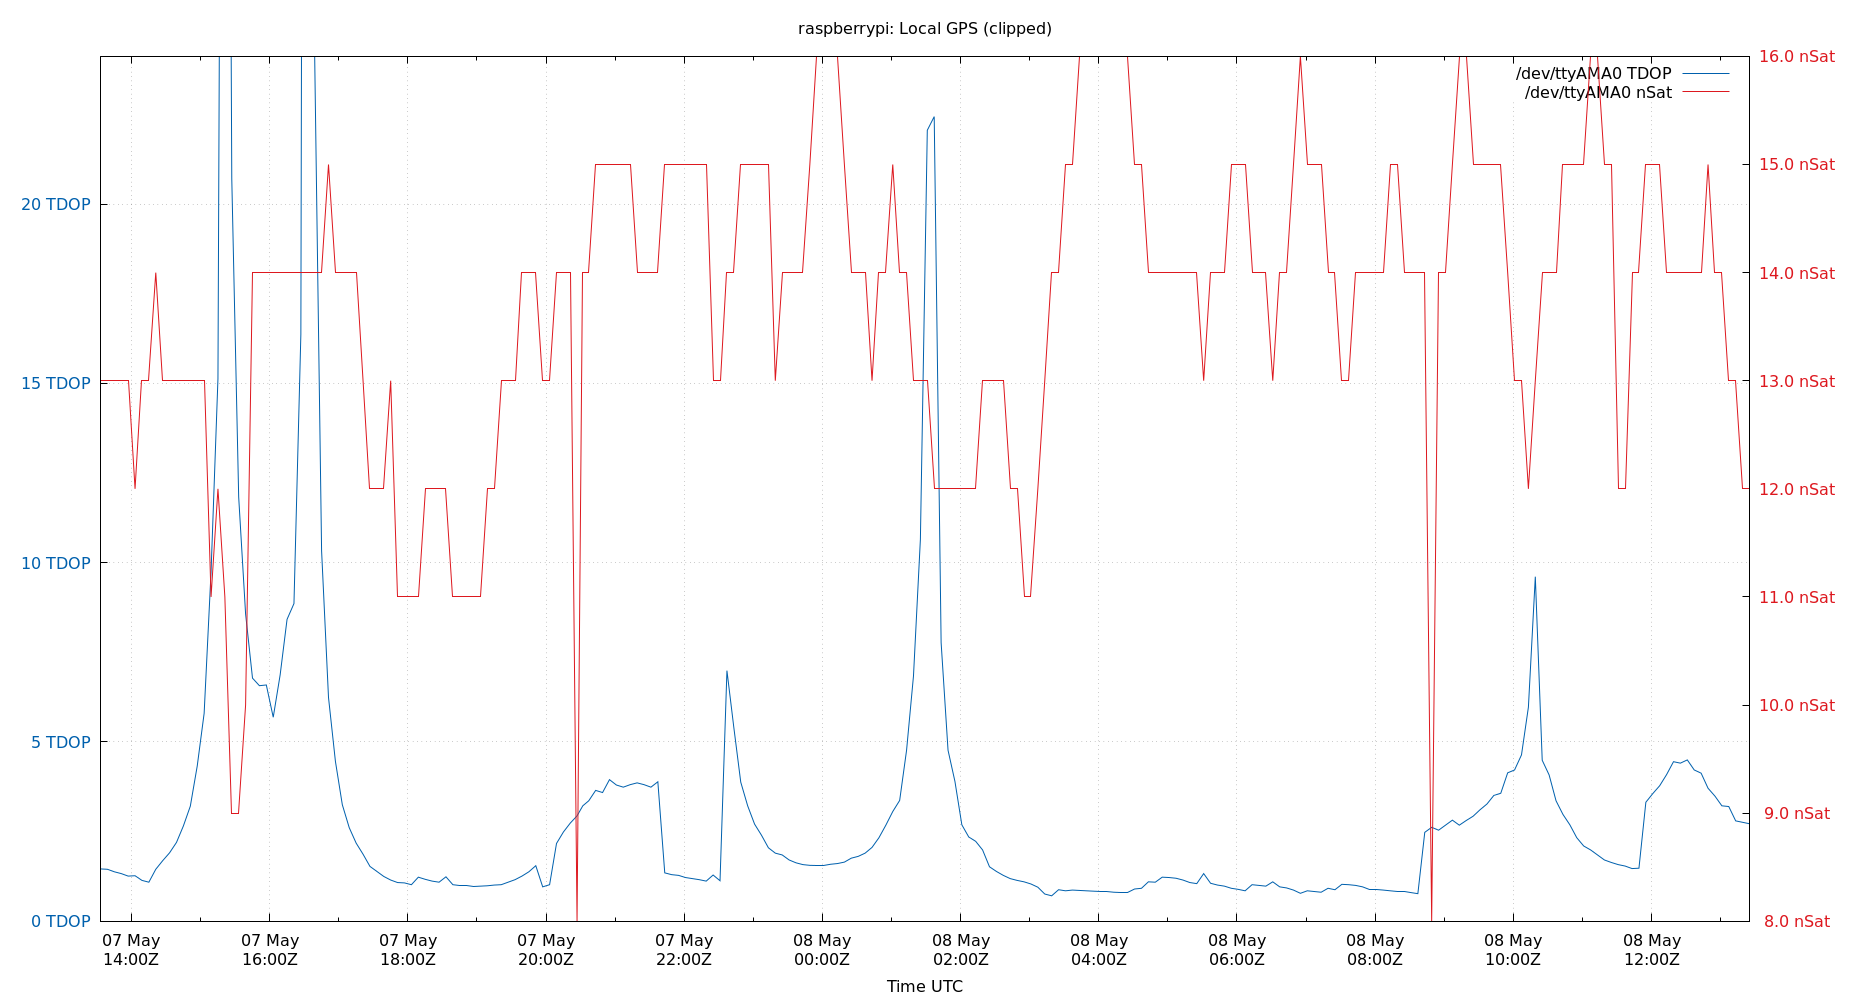 raspberrypi: Local GPS (clipped)
/dev/ttyAMA0 TDOP
/dev/ttyAMA0 nSat
20 TDOP
15 TDOP
10 TDOP
5 TDOP
0 TDOP
16.0 nSat
15.0 nSat
14.0 nSat
13.0 nSat
12.0 nSat
11.0 nSat
10.0 nSat
9.0 nSat
8.0 nSat
07 May 07 May 07 May 07 May 07 May 08 May 08 May 08 May 08 May 08 May 08 May 08 May
14:00Z 16:00Z 18:00Z 20:00Z 22:00Z 00:00Z 02:00Z 04:00Z 06:00Z 08:00Z 10:00Z 12:00Z
Time UTC